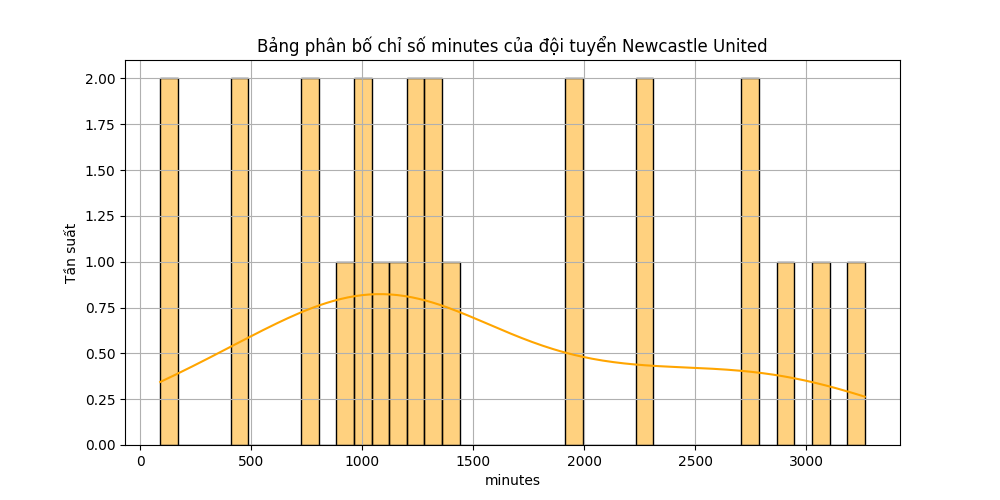 Bảng phân bố chỉ số minutes của đội tuyển Newcastle United
Tần suất
2.00
1.75
1.50
1.25
1.00
0.75
0.50
0.25
0.00
0 500 1000 1500 2000 2500 3000
minutes